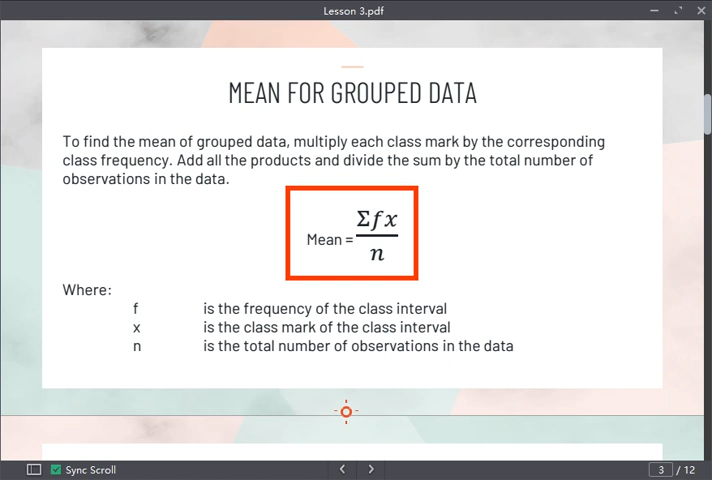 Lesson 3.pdf
MEAN FOR GROUPED DATA
To find the mean of grouped data, multiply each class mark by the corresponding
class frequency. Add all the products and divide the sum by the total number of
observations in the data.
Mean = Σfx / n
Where:
f is the frequency of the class interval
x is the class mark of the class interval
n is the total number of observations in the data
Sync Scroll 3 / 12